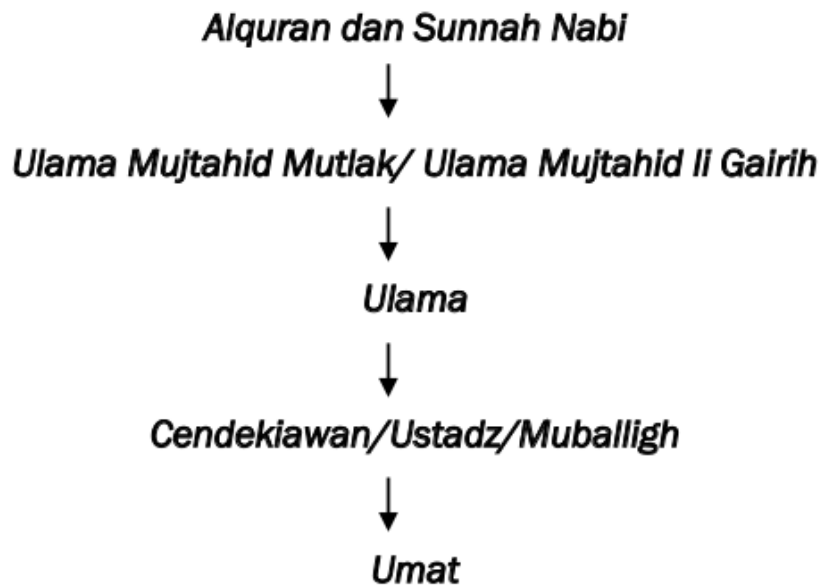 Alquran dan Sunnah Nabi
Ulama Mujtahid Mutlak/ Ulama Mujtahid li Gairih
Ulama
Cendekiawan/Ustadz/Muballigh
Umat